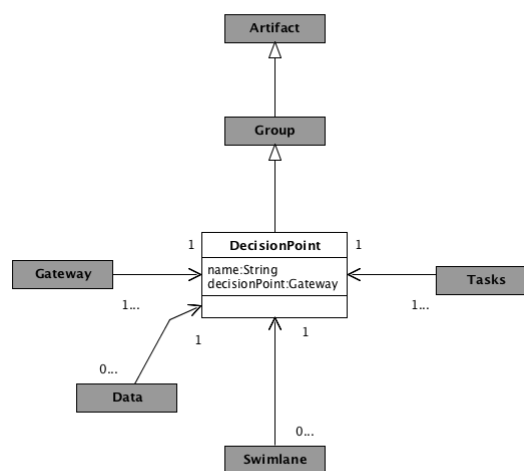 Artifact
Group
1
DecisionPoint
1
name:String
decisionPoint:Gateway
Gateway
Tasks
1...
1...
1
1
0...
Data
0...
Swimlane